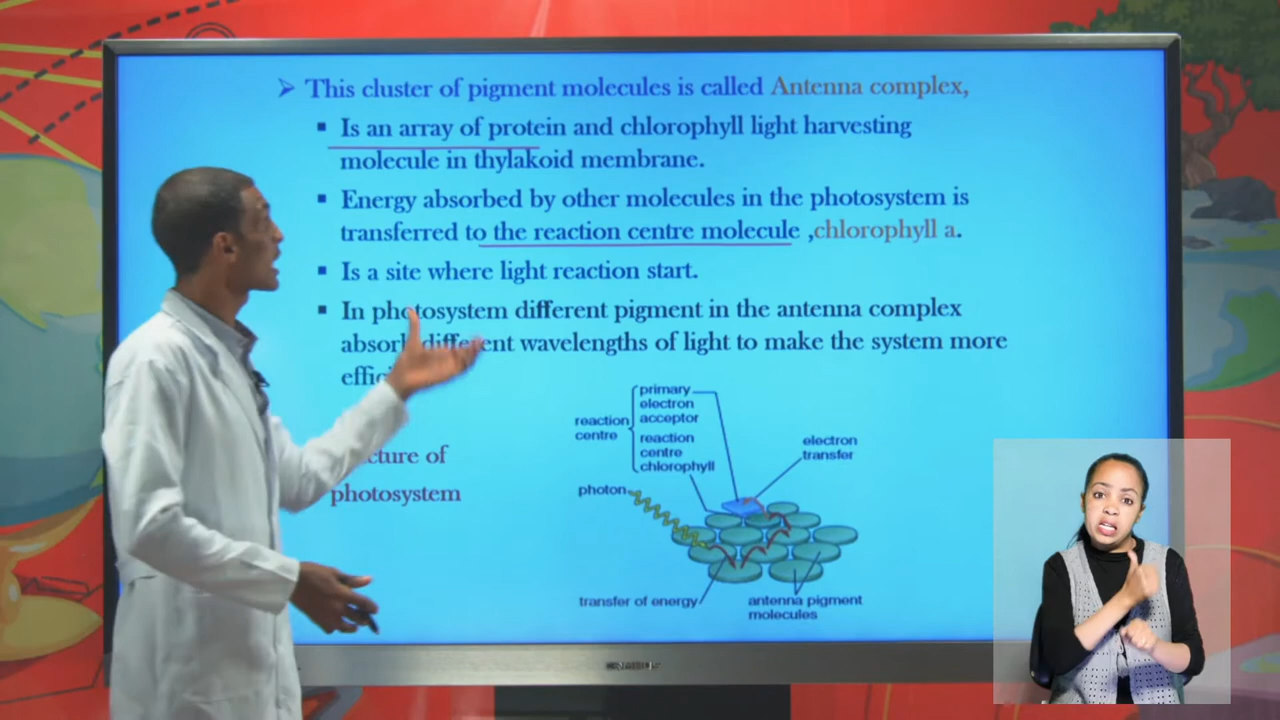 This cluster of pigment molecules is called Antenna complex,
Is an array of protein and chlorophyll light harvesting
molecule in thylakoid membrane.
Energy absorbed by other molecules in the photosystem is
transferred to the reaction centre molecule ,chlorophyll a.
Is a site where light reaction start.
In photosystem different pigment in the antenna complex
different wavelengths of light to make the system more
photosystem
reaction
centre
primary
electron
acceptor
reaction
centre
chlorophyll
electron
transfer
photon
transfer of energy
antenna pigment
molecules